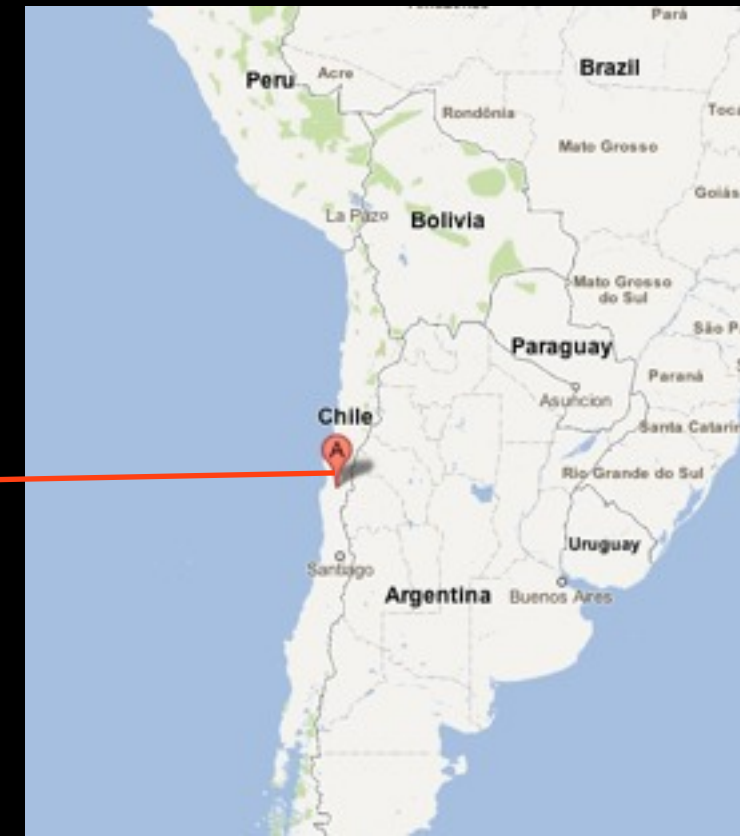 Pará
Peru
Acre
Brazil
Rondônia
Toca
Mato Grosso
Goiás
La Paz
Bolivia
Mato Grosso
do Sul
São P
Paraguay
Paraná
Asuncion
Chile
Santa Catarin
A
Rio Grande do Sul
Uruguay
Santiago
Argentina
Buenos Aires